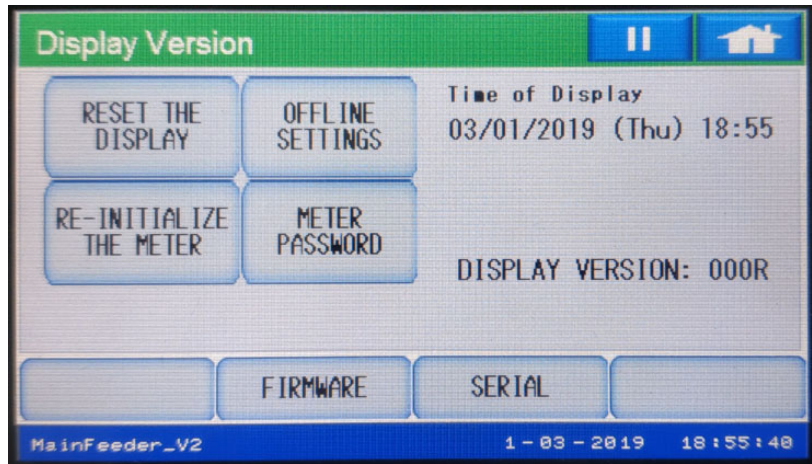 Display Version
RESET THE
DISPLAY
OFFLINE
SETTINGS
Time of Display
03/01/2019 (Thu) 18:55
RE-INITIALIZE
THE METER
METER
PASSWORD
DISPLAY VERSION: 000R
FIRMWARE
SERIAL
MainFeeder_V2
1-03-2019
18:55:40